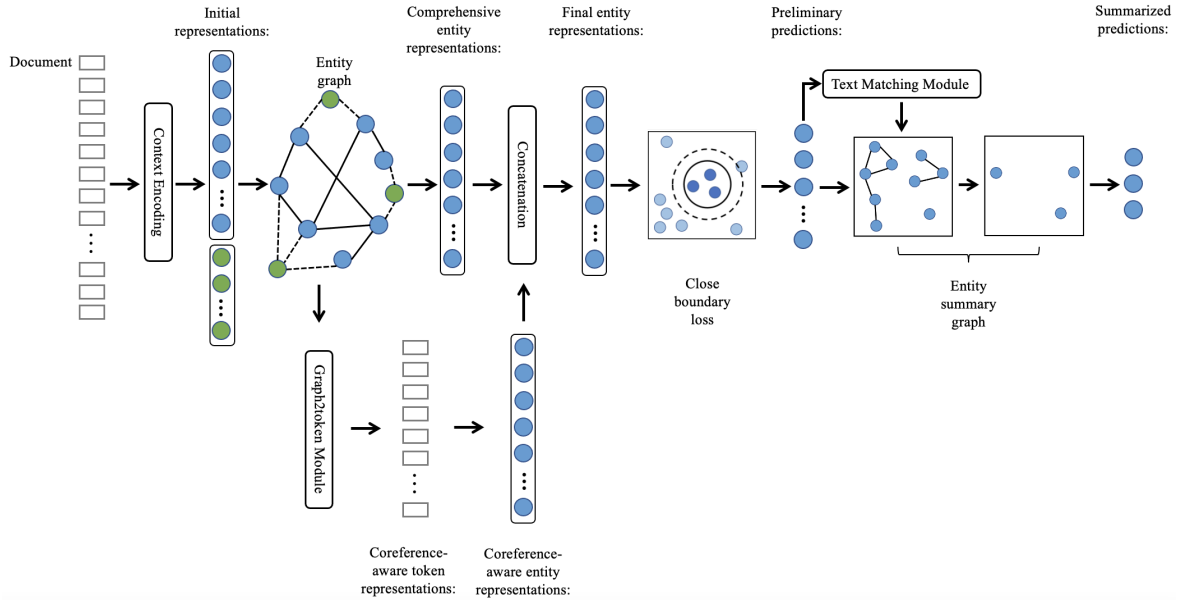 Initial
representations:
Comprehensive
entity
representations:
Final entity
representations:
Preliminary
predictions:
Summarized
predictions:
Document
Entity
graph
Text Matching Module
Context Encoding
Concatenation
Close
boundary
loss
Entity
summary
graph
Graph2token Module
Coreference-
aware token
representations:
Coreference-
aware entity
representations: